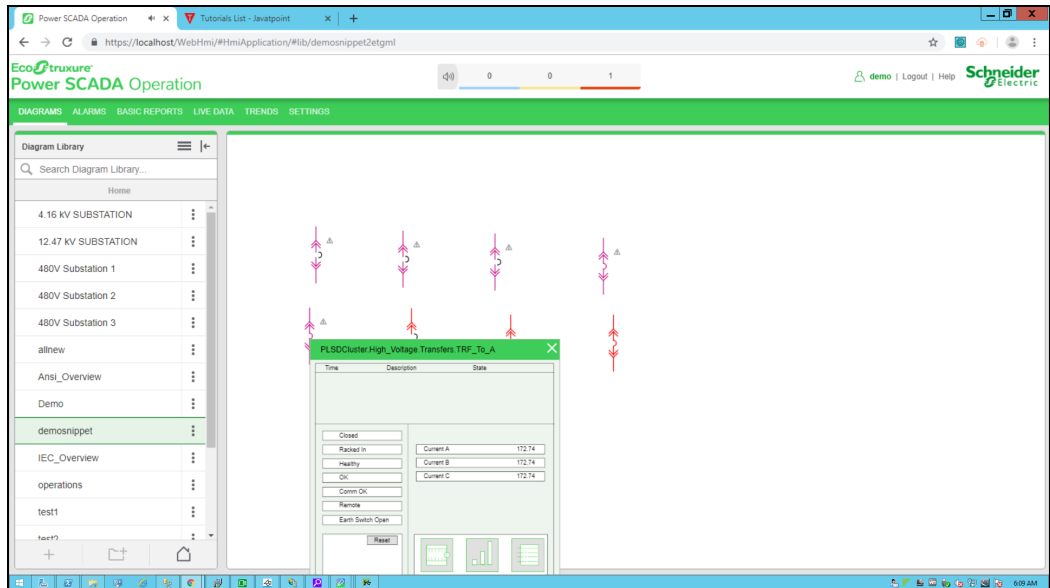 Power SCADA Operation
Tutorials List - Javatpoint
https://localhost/WebHmi/#HmiApplication/#lib/demosnippet2etgml
EcoStruxure
Power SCADA Operation
0 0 1
demo | Logout | Help
Schneider
Electric
DIAGRAMS ALARMS BASIC REPORTS LIVE DATA TRENDS SETTINGS
Diagram Library
Search Diagram Library...
Home
4.16 kV SUBSTATION
12.47 kV SUBSTATION
480V Substation 1
480V Substation 2
480V Substation 3
allnew
Ansi_Overview
Demo
demosnippet
IEC_Overview
operations
test1
test2
PLSDCluster.High_Voltage.Transfers.TRF_To_A
Time Description State
Closed
Racked In
Healthy
OK
Comm OK
Remote
Earth Switch Open
Current A 172.74
Current B 172.74
Current C 172.74
Reset
6:09 AM